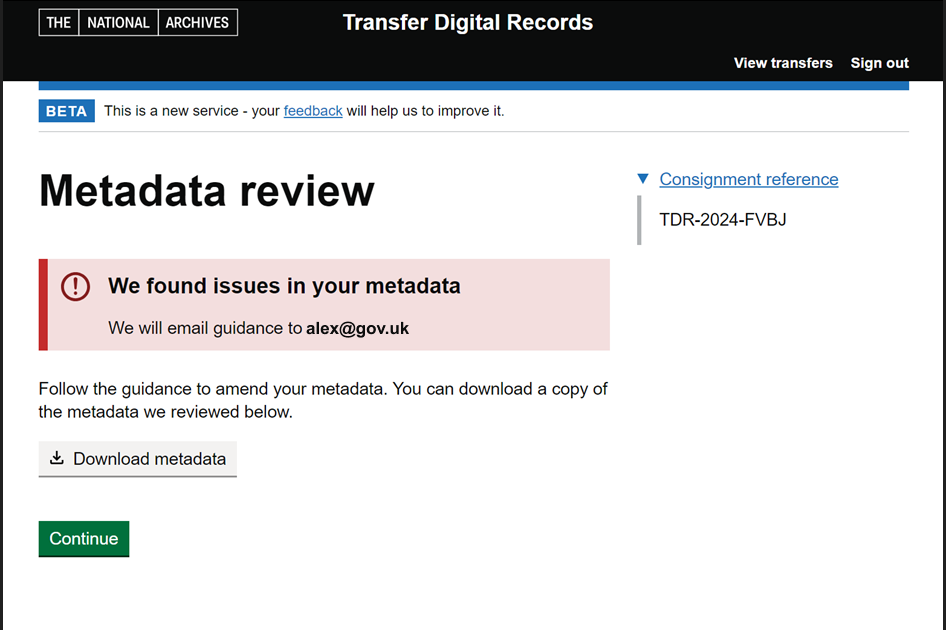 THE NATIONAL ARCHIVES
Transfer Digital Records
View transfers Sign out
BETA This is a new service - your feedback will help us to improve it.
Metadata review
We found issues in your metadata
We will email guidance to alex@gov.uk
Follow the guidance to amend your metadata. You can download a copy of
the metadata we reviewed below.
Download metadata
Continue
Consignment reference
TDR-2024-FVBJ